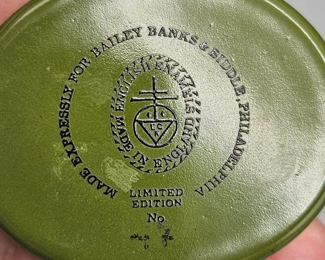 MADE EXPRESSLY FOR BAILEY BANKS & BIDDLE, PHILADELPHIA
ENGLISH ENAMELS
MADE IN ENGLAND
LIMITED
EDITION
No.